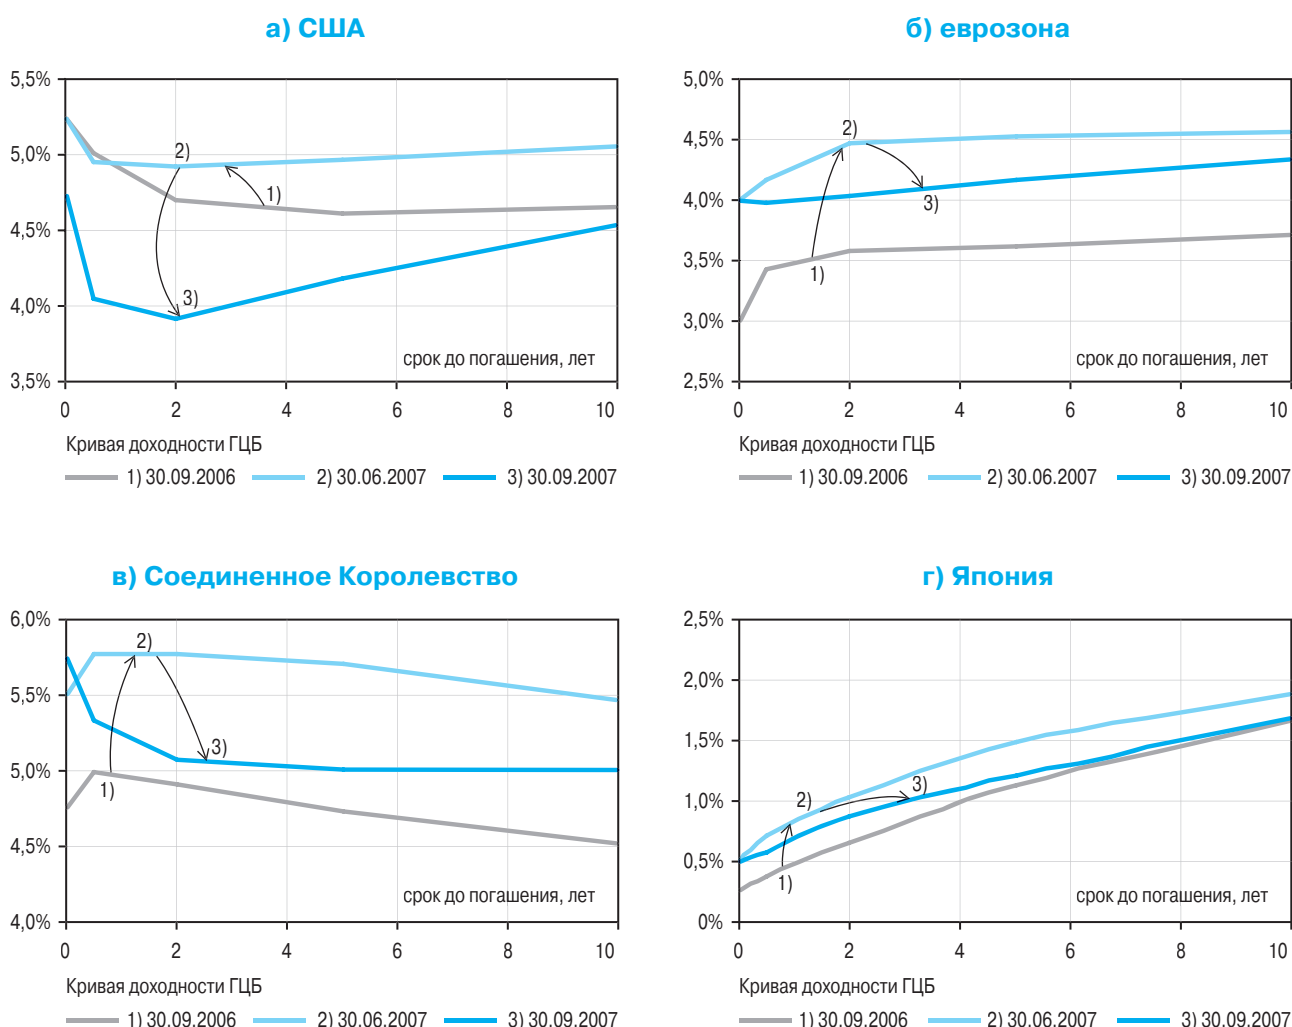 а) США
5,5%
5,0%
4,5%
4,0%
3,5%
2)
1)
3)
срок до погашения, лет
0 2 4 6 8 10
Кривая доходности ГЦБ
1) 30.09.2006 2) 30.06.2007 3) 30.09.2007
б) еврозона
5,0%
4,5%
4,0%
3,5%
3,0%
2,5%
2)
3)
1)
срок до погашения, лет
0 2 4 6 8 10
Кривая доходности ГЦБ
1) 30.09.2006 2) 30.06.2007 3) 30.09.2007
в) Соединенное Королевство
6,0%
5,5%
5,0%
4,5%
4,0%
2)
3)
1)
срок до погашения, лет
0 2 4 6 8 10
Кривая доходности ГЦБ
1) 30.09.2006 2) 30.06.2007 3) 30.09.2007
г) Япония
2,5%
2,0%
1,5%
1,0%
0,5%
0%
3)
2)
1)
срок до погашения, лет
0 2 4 6 8 10
Кривая доходности ГЦБ
1) 30.09.2006 2) 30.06.2007 3) 30.09.2007